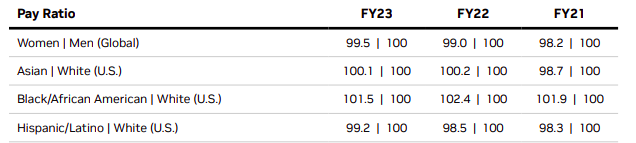 Pay Ratio FY23 FY22 FY21
Women | Men (Global) 99.5 | 100 99.0 | 100 98.2 | 100
Asian | White (U.S.) 100.1 | 100 100.2 | 100 98.7 | 100
Black/African American | White (U.S.) 101.5 | 100 102.4 | 100 101.9 | 100
Hispanic/Latino | White (U.S.) 99.2 | 100 98.5 | 100 98.3 | 100